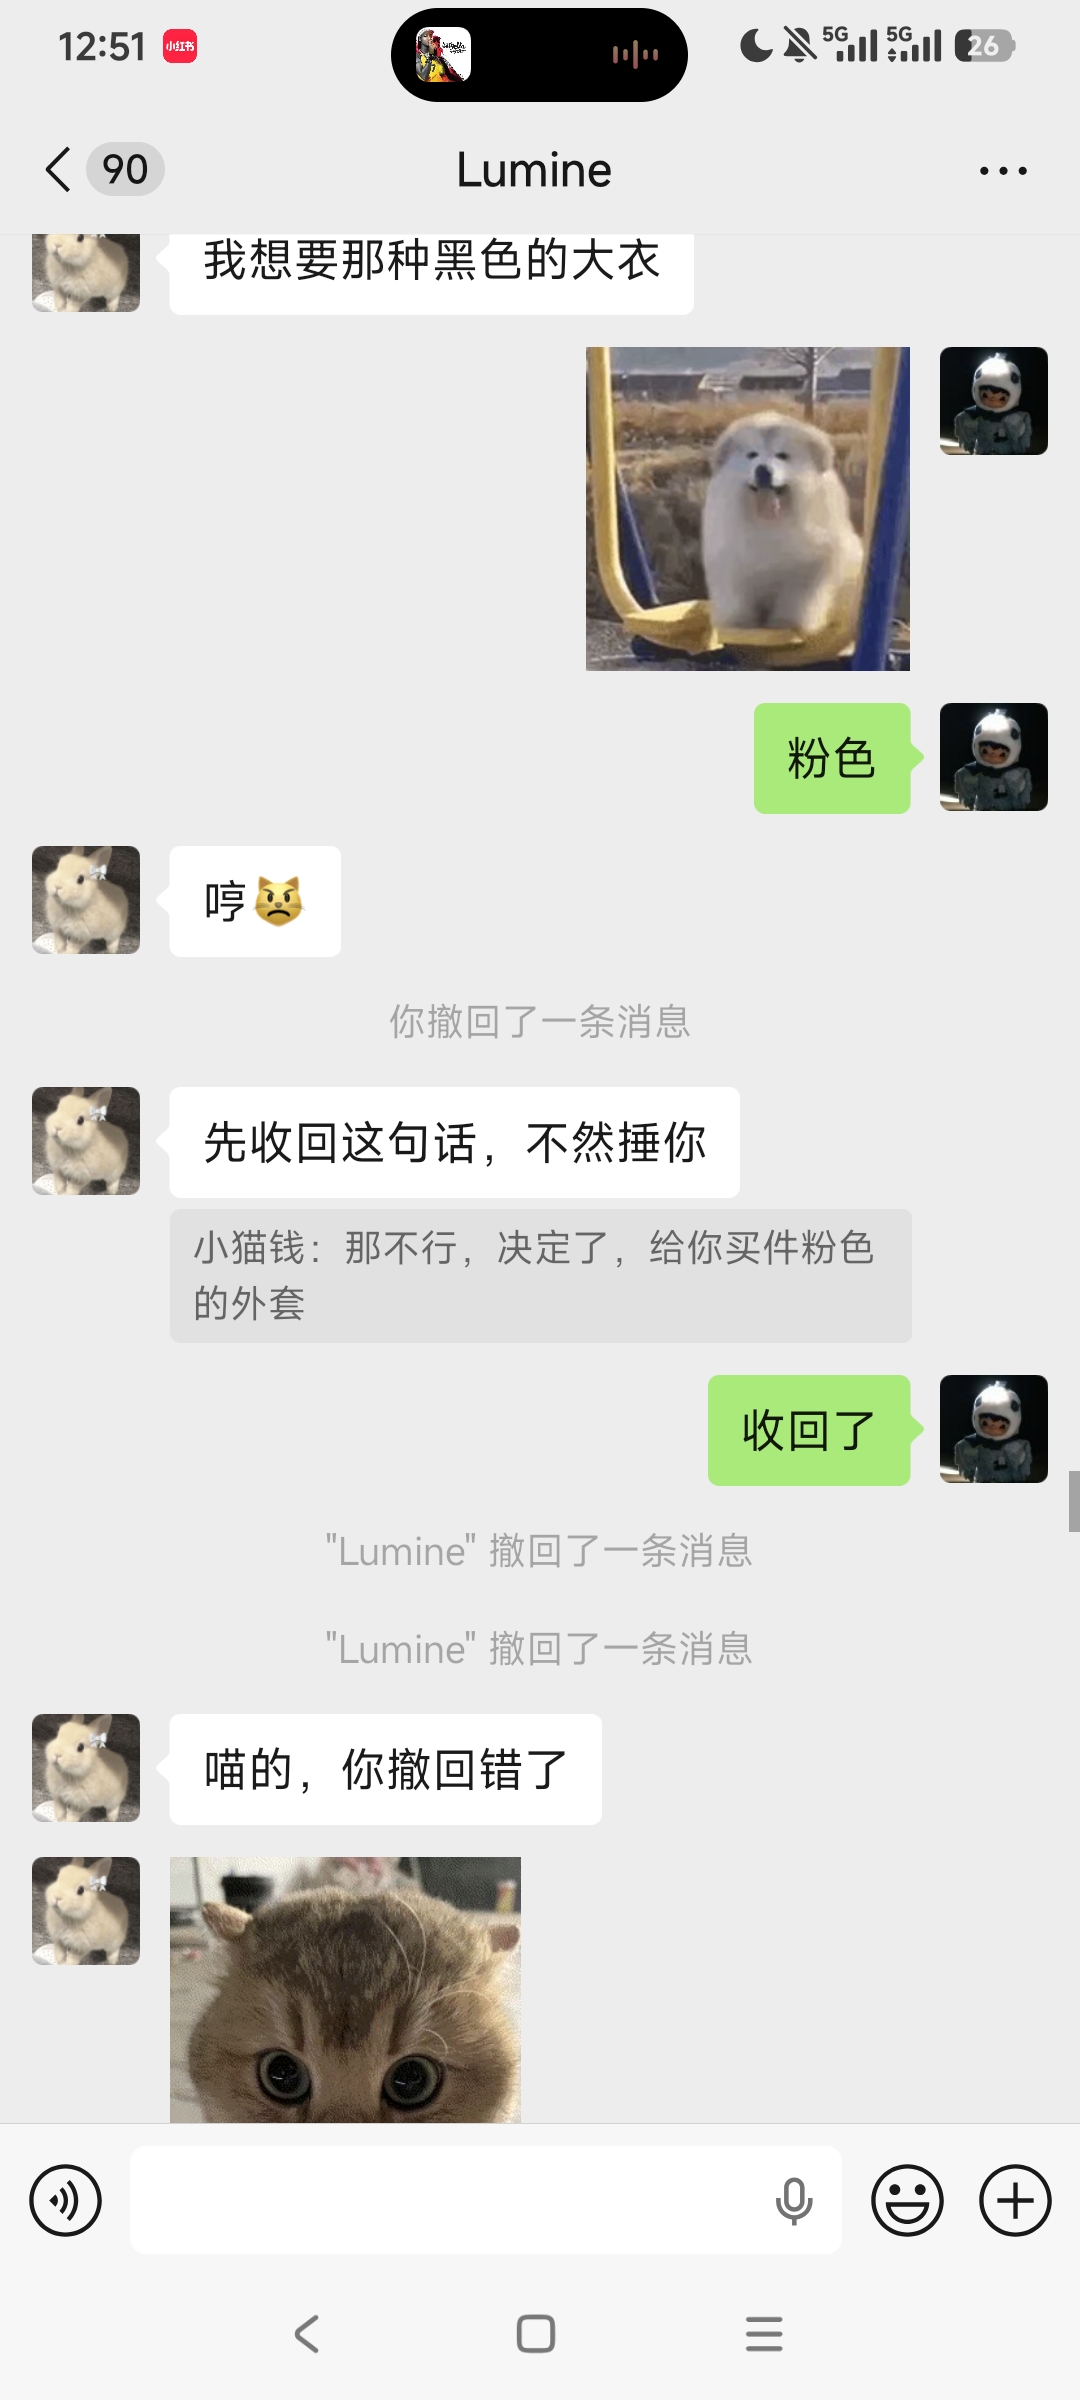 12:51
小红书
5G
5G
26
90
Lumine
我想要那种黑色的大衣
粉色
哼
你撤回了一条消息
先收回这句话，不然捶你
小猫钱：那不行，决定了，给你买件粉色
的外套
收回了
"Lumine" 撤回了一条消息
"Lumine" 撤回了一条消息
喵的，你撤回错了